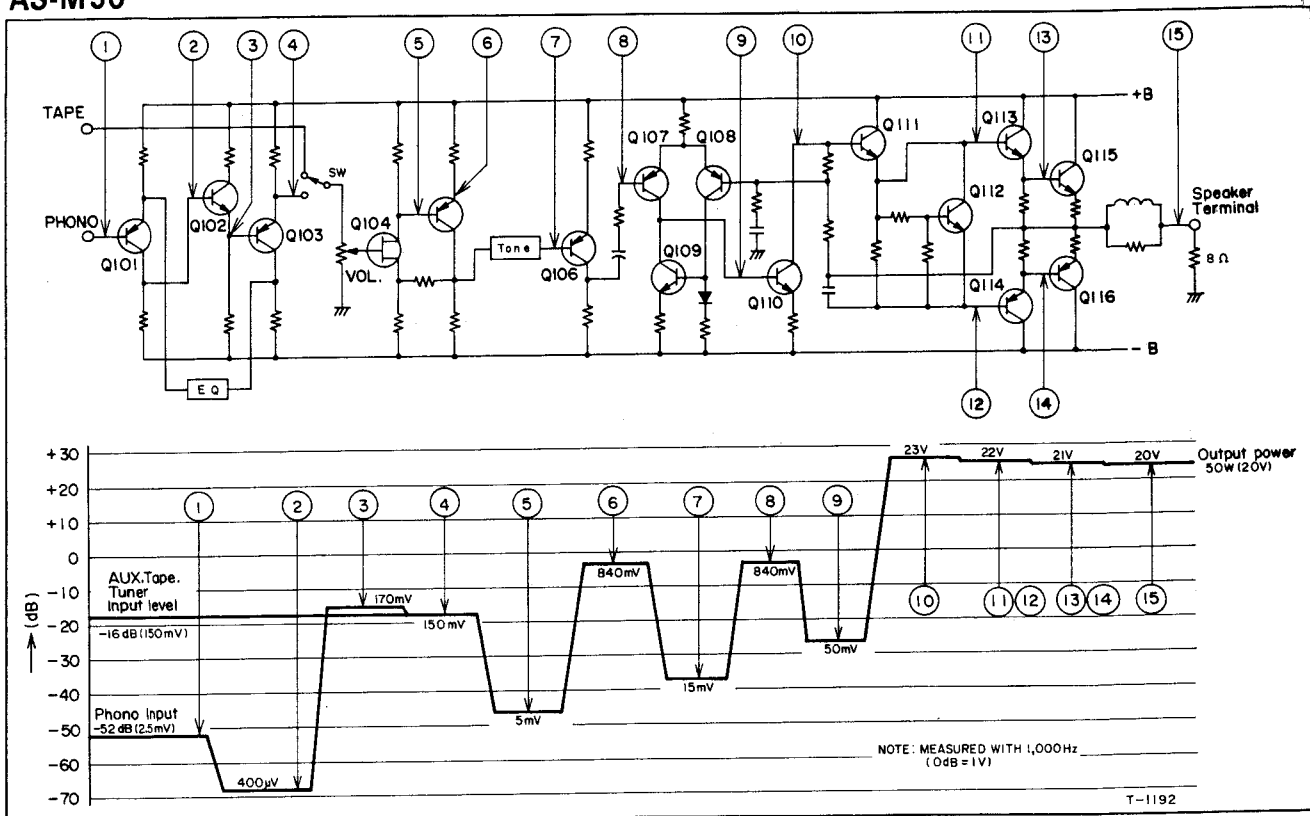 ① ② ③ ④ ⑤ ⑥ ⑦ ⑧ ⑨ ⑩ ⑪ ⑬ ⑮
TAPE
PHONO
Q101
Q102
Q103
SW
VOL.
Q104
Tone
Q106
Q107
Q108
Q109
Q110
Q111
Q112
Q113
Q114
Q115
Q116
+B
Speaker
Terminal
8Ω
- B
EQ
⑫ ⑭
+30
+20
+10
0
-10
-20
-30
-40
-50
-60
-70
(dB)
① ② ③ ④ ⑤ ⑥ ⑦ ⑧ ⑨
AUX.Tape.
Tuner
Input level
-16 dB (150mV)
Phono Input
-52 dB (2.5mV)
400μV
170mV
150mV
5mV
840mV
15mV
840mV
50mV
23V
22V
21V
20V
Output power
50W (20V)
⑩ ⑪ ⑫ ⑬ ⑭ ⑮
NOTE: MEASURED WITH 1,000Hz
(0dB = 1V)
T-1192